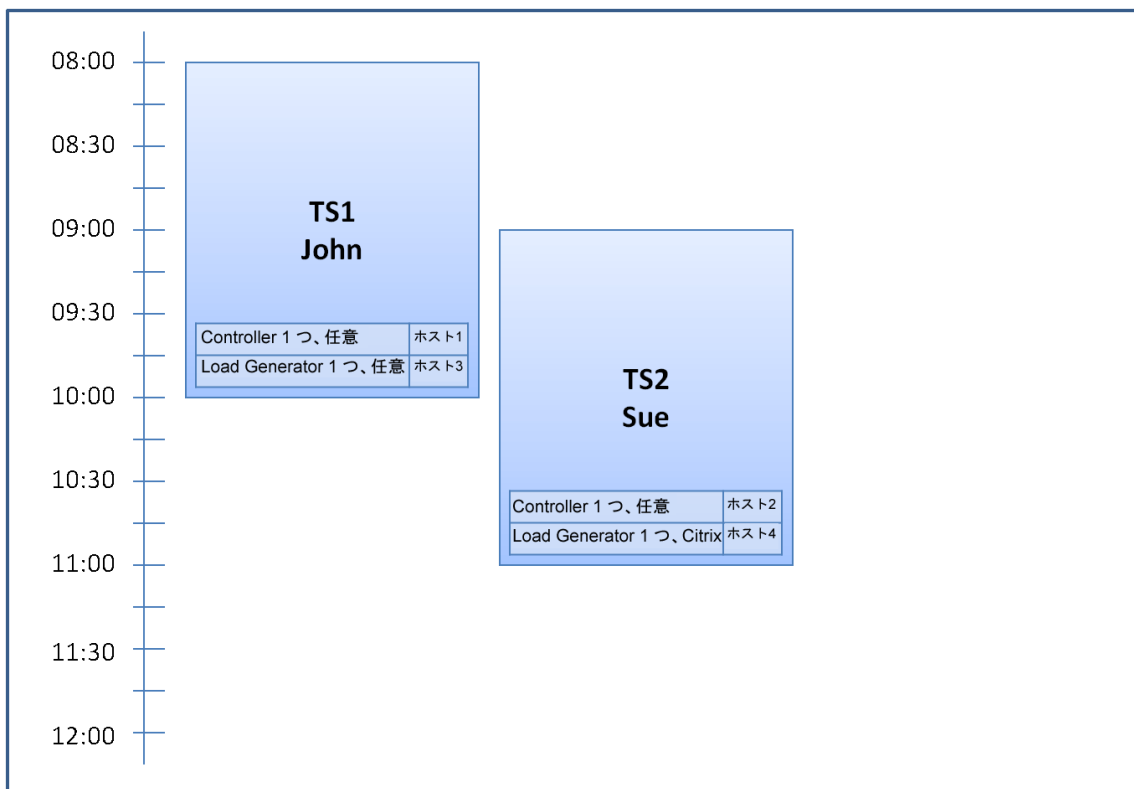 08:00
08:30
09:00
09:30
10:00
10:30
11:00
11:30
12:00
TS1
John
Controller 1 つ、任意 ホスト1
Load Generator 1 つ、任意 ホスト3
TS2
Sue
Controller 1 つ、任意 ホスト2
Load Generator 1 つ、Citrix ホスト4